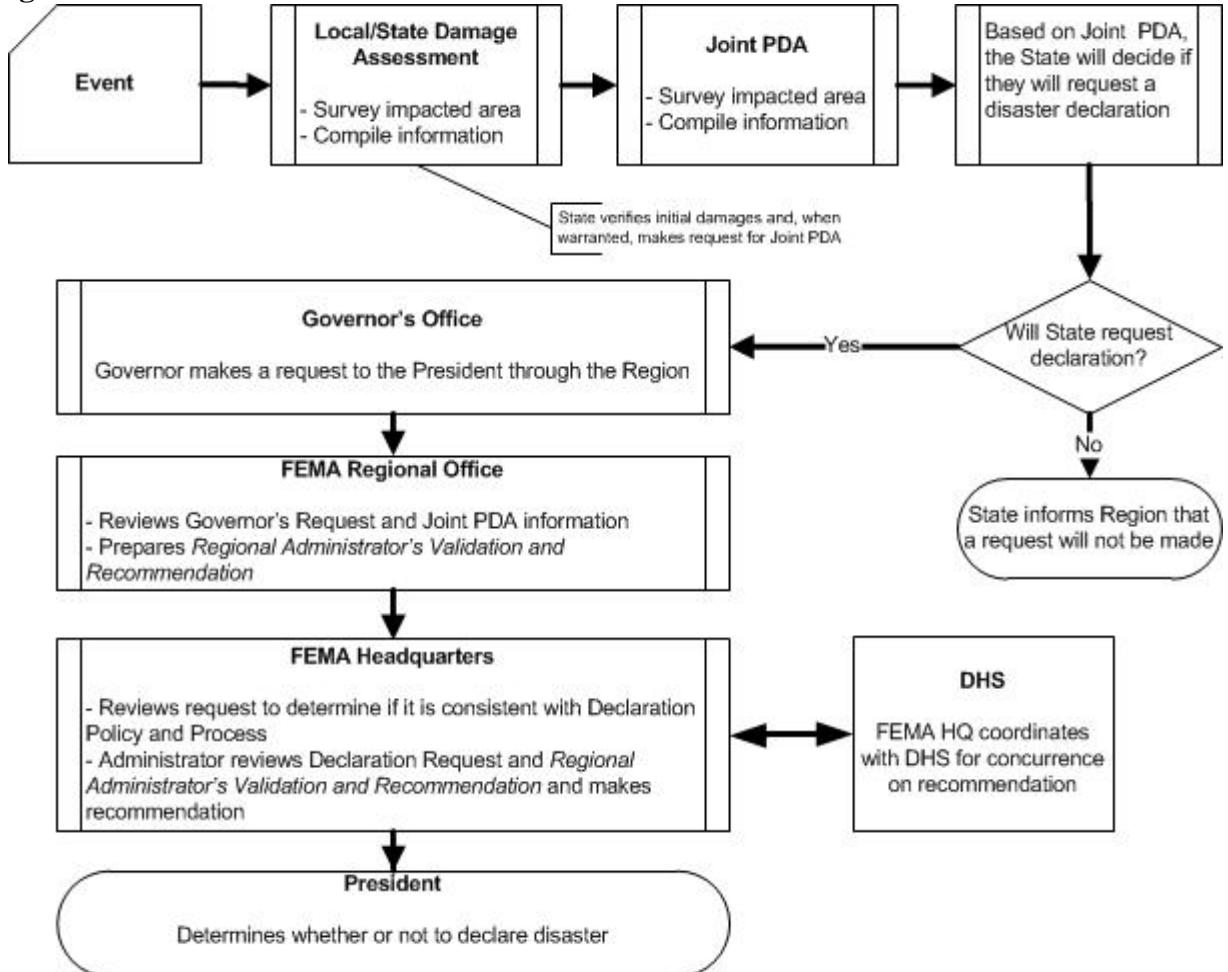 Event
Local/State Damage
Assessment
- Survey impacted area
- Compile information
Joint PDA
- Survey impacted area
- Compile information
Based on Joint PDA,
the State will decide if
they will request a
disaster declaration
State verifies initial damages and, when
warranted, makes request for Joint PDA
Will State request
declaration?
Yes
No
State informs Region that
a request will not be made
Governor's Office
Governor makes a request to the President through the Region
FEMA Regional Office
- Reviews Governor's Request and Joint PDA information
- Prepares Regional Administrator's Validation and
Recommendation
FEMA Headquarters
- Reviews request to determine if it is consistent with Declaration
Policy and Process
- Administrator reviews Declaration Request and Regional
Administrator's Validation and Recommendation and makes
recommendation
DHS
FEMA HQ coordinates
with DHS for concurrence
on recommendation
President
Determines whether or not to declare disaster